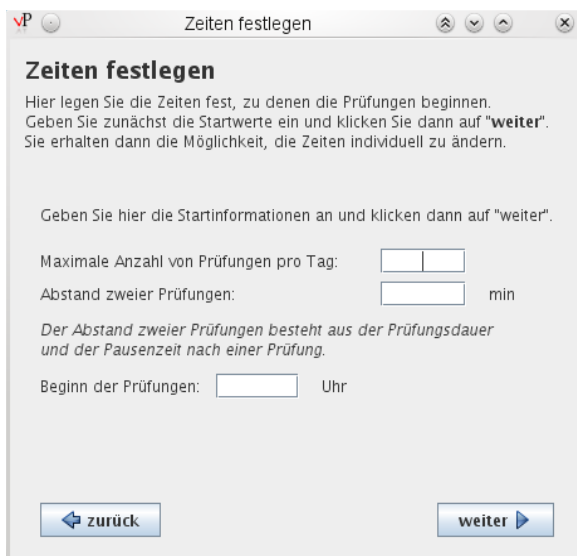 vP
Zeiten festlegen
Zeiten festlegen
Hier legen Sie die Zeiten fest, zu denen die Prüfungen beginnen.
Geben Sie zunächst die Startwerte ein und klicken Sie dann auf "weiter".
Sie erhalten dann die Möglichkeit, die Zeiten individuell zu ändern.
Geben Sie hier die Startinformationen an und klicken dann auf "weiter".
Maximale Anzahl von Prüfungen pro Tag:
Abstand zweier Prüfungen: min
Der Abstand zweier Prüfungen besteht aus der Prüfungsdauer
und der Pausenzeit nach einer Prüfung.
Beginn der Prüfungen: Uhr
zurück weiter